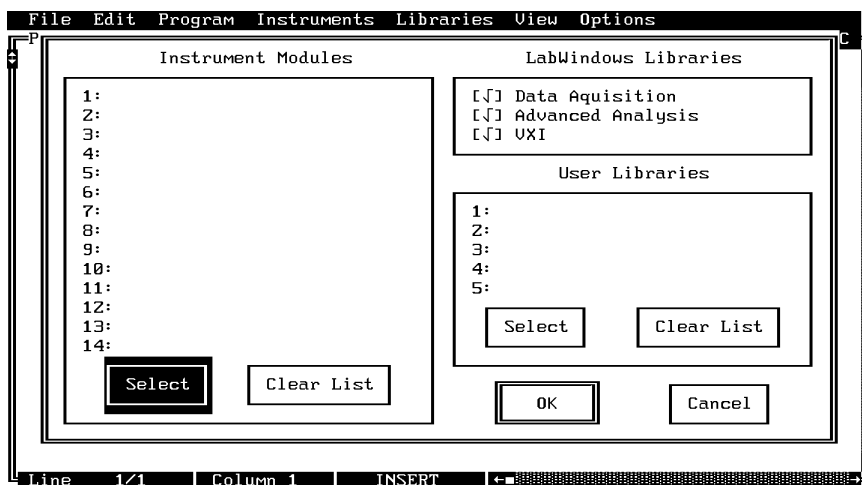 File Edit Program Instruments Libraries View Options
P
C
Instrument Modules
1:
2:
3:
4:
5:
6:
7:
8:
9:
10:
11:
12:
13:
14:
Select
Clear List
LabWindows Libraries
[√] Data Aquisition
[√] Advanced Analysis
[√] VXI
User Libraries
1:
2:
3:
4:
5:
Select
Clear List
OK
Cancel
Line 1/1 Column 1 INSERT